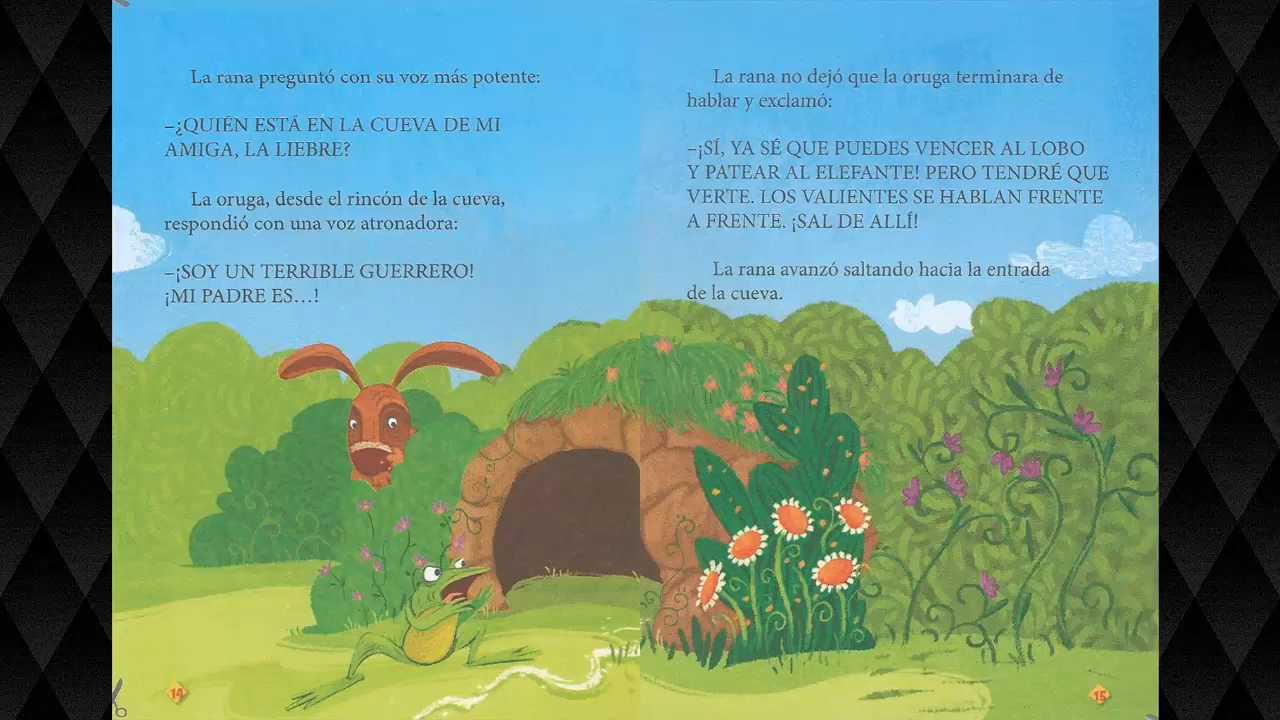 La rana preguntó con su voz más potente:
–¿QUIÉN ESTÁ EN LA CUEVA DE MI
AMIGA, LA LIEBRE?
La oruga, desde el rincón de la cueva,
respondió con una voz atronadora:
–¡SOY UN TERRIBLE GUERRERO!
¡MI PADRE ES…!
14
La rana no dejó que la oruga terminara de
hablar y exclamó:
–¡SÍ, YA SÉ QUE PUEDES VENCER AL LOBO
Y PATEAR AL ELEFANTE! PERO TENDRÉ QUE
VERTE. LOS VALIENTES SE HABLAN FRENTE
A FRENTE. ¡SAL DE ALLÍ!
La rana avanzó saltando hacia la entrada
de la cueva.
15